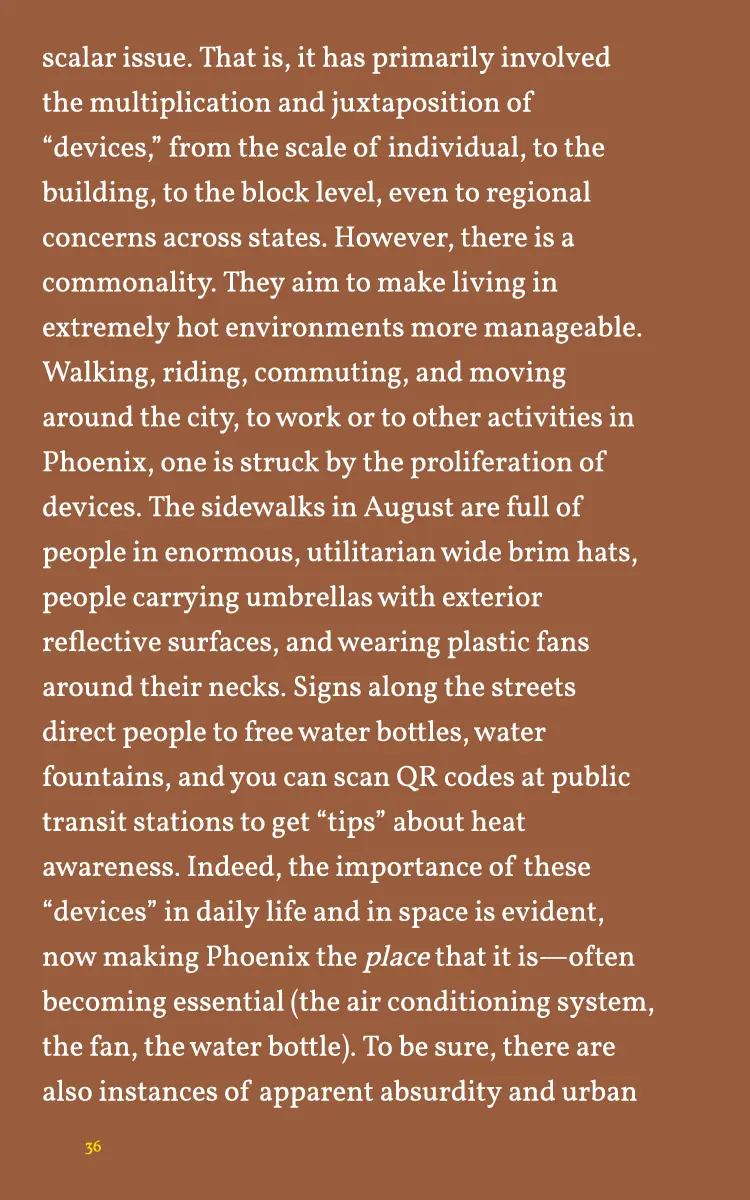 scalar issue. That is, it has primarily involved
the multiplication and juxtaposition of
“devices,” from the scale of individual, to the
building, to the block level, even to regional
concerns across states. However, there is a
commonality. They aim to make living in
extremely hot environments more manageable.
Walking, riding, commuting, and moving
around the city, to work or to other activities in
Phoenix, one is struck by the proliferation of
devices. The sidewalks in August are full of
people in enormous, utilitarian wide brim hats,
people carrying umbrellas with exterior
reflective surfaces, and wearing plastic fans
around their necks. Signs along the streets
direct people to free water bottles, water
fountains, and you can scan QR codes at public
transit stations to get “tips” about heat
awareness. Indeed, the importance of these
“devices” in daily life and in space is evident,
now making Phoenix the place that it is—often
becoming essential (the air conditioning system,
the fan, the water bottle). To be sure, there are
also instances of apparent absurdity and urban
36